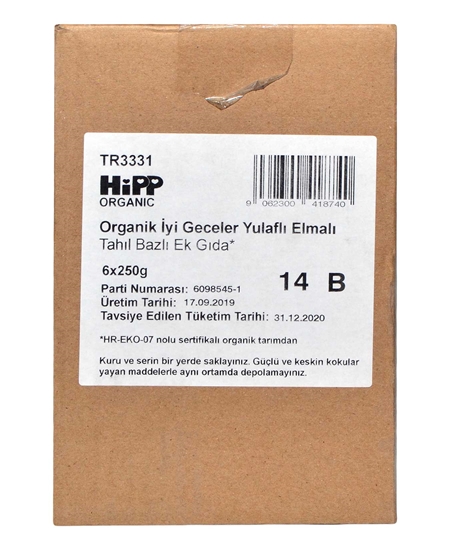 TR3331
HiPP
ORGANIC
9 062300 418740
Organik İyi Geceler Yulaflı Elmalı
Tahıl Bazlı Ek Gıda*
6x250g
14 B
Parti Numarası: 6098545-1
Üretim Tarihi: 17.09.2019
Tavsiye Edilen Tüketim Tarihi: 31.12.2020
*HR-EKO-07 nolu sertifikalı organik tarımdan
Kuru ve serin bir yerde saklayınız. Güçlü ve keskin kokular
yayan maddelerle aynı ortamda depolamayınız.